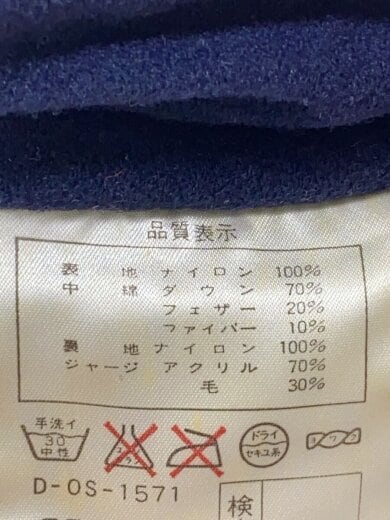 品質表示
表地 ナイロン 100%
中綿 ダウン 70%
フェザー 20%
ファイバー 10%
裏地 ナイロン 100%
ジャージ アクリル 70%
毛 30%
手洗イ
30
中性
ドライ
セキユ系
D-OS-1571
検